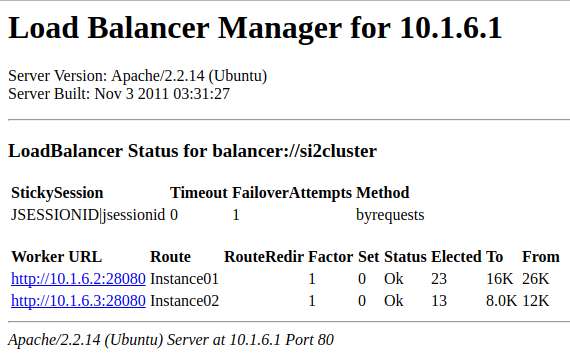 Load Balancer Manager for 10.1.6.1
Server Version: Apache/2.2.14 (Ubuntu)
Server Built: Nov 3 2011 03:31:27
LoadBalancer Status for balancer://si2cluster
StickySession Timeout FailoverAttempts Method
JSESSIONID|jsessionid 0 1 byrequests
Worker URL Route RouteRedir Factor Set Status Elected To From
http://10.1.6.2:28080 Instance01 1 0 Ok 23 16K 26K
http://10.1.6.3:28080 Instance02 1 0 Ok 13 8.0K 12K
Apache/2.2.14 (Ubuntu) Server at 10.1.6.1 Port 80